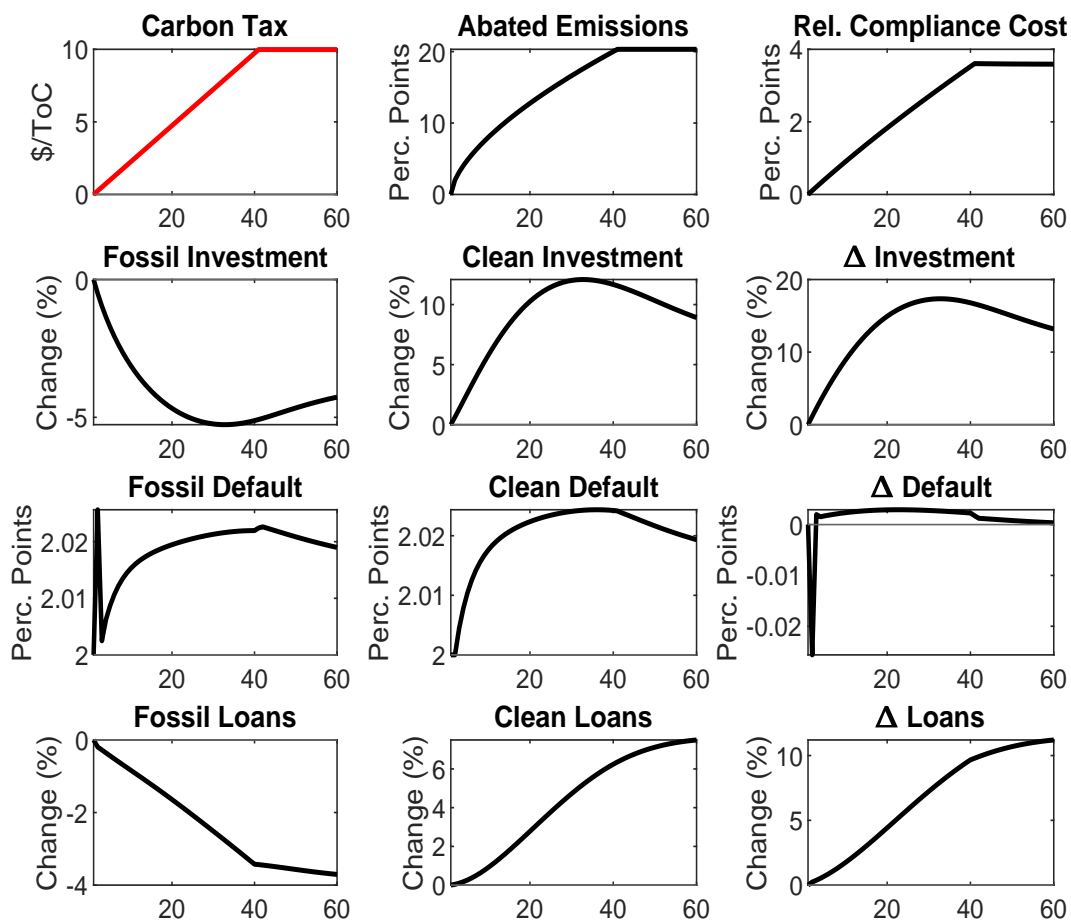 Carbon Tax
$/ToC
10
5
0
20 40 60
Abated Emissions
Perc. Points
20
10
0
20 40 60
Rel. Compliance Cost
Perc. Points
4
2
0
20 40 60
Fossil Investment
Change (%)
0
-5
20 40 60
Clean Investment
Change (%)
10
5
0
20 40 60
Δ Investment
Change (%)
20
10
0
20 40 60
Fossil Default
Perc. Points
2.02
2.01
2
20 40 60
Clean Default
Perc. Points
2.02
2.01
2
20 40 60
Δ Default
Perc. Points
0
-0.01
-0.02
20 40 60
Fossil Loans
Change (%)
0
-2
-4
20 40 60
Clean Loans
Change (%)
6
4
2
0
20 40 60
Δ Loans
Change (%)
10
5
0
20 40 60